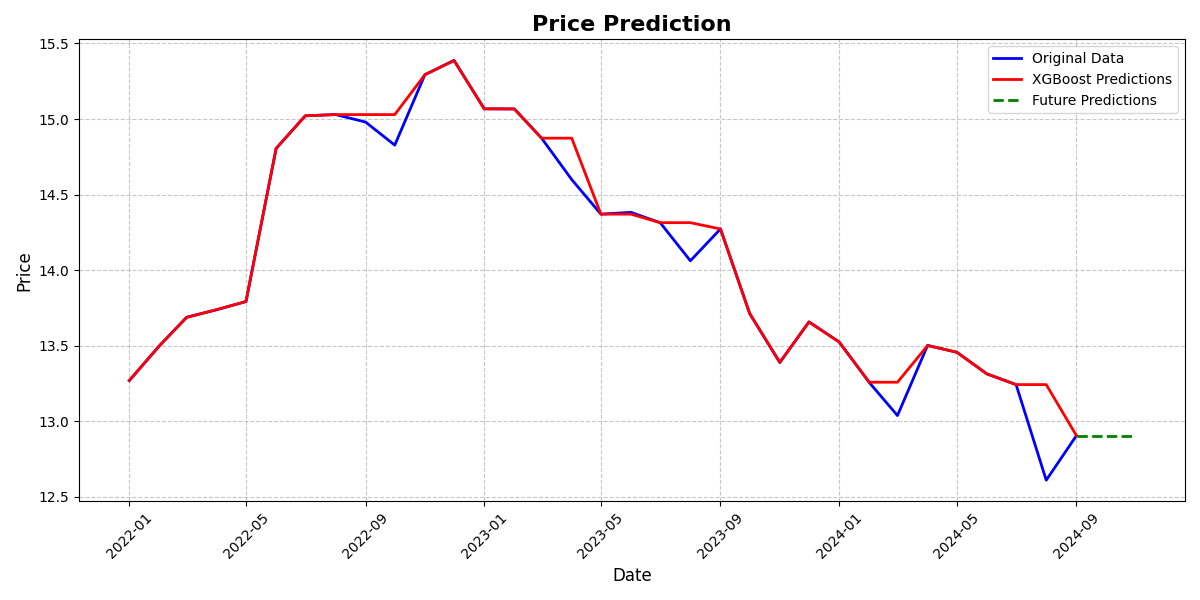 Price Prediction
Original Data
XGBoost Predictions
Future Predictions
Price
15.5
15.0
14.5
14.0
13.5
13.0
12.5
2022-01
2022-05
2022-09
2023-01
2023-05
2023-09
2024-01
2024-05
2024-09
Date